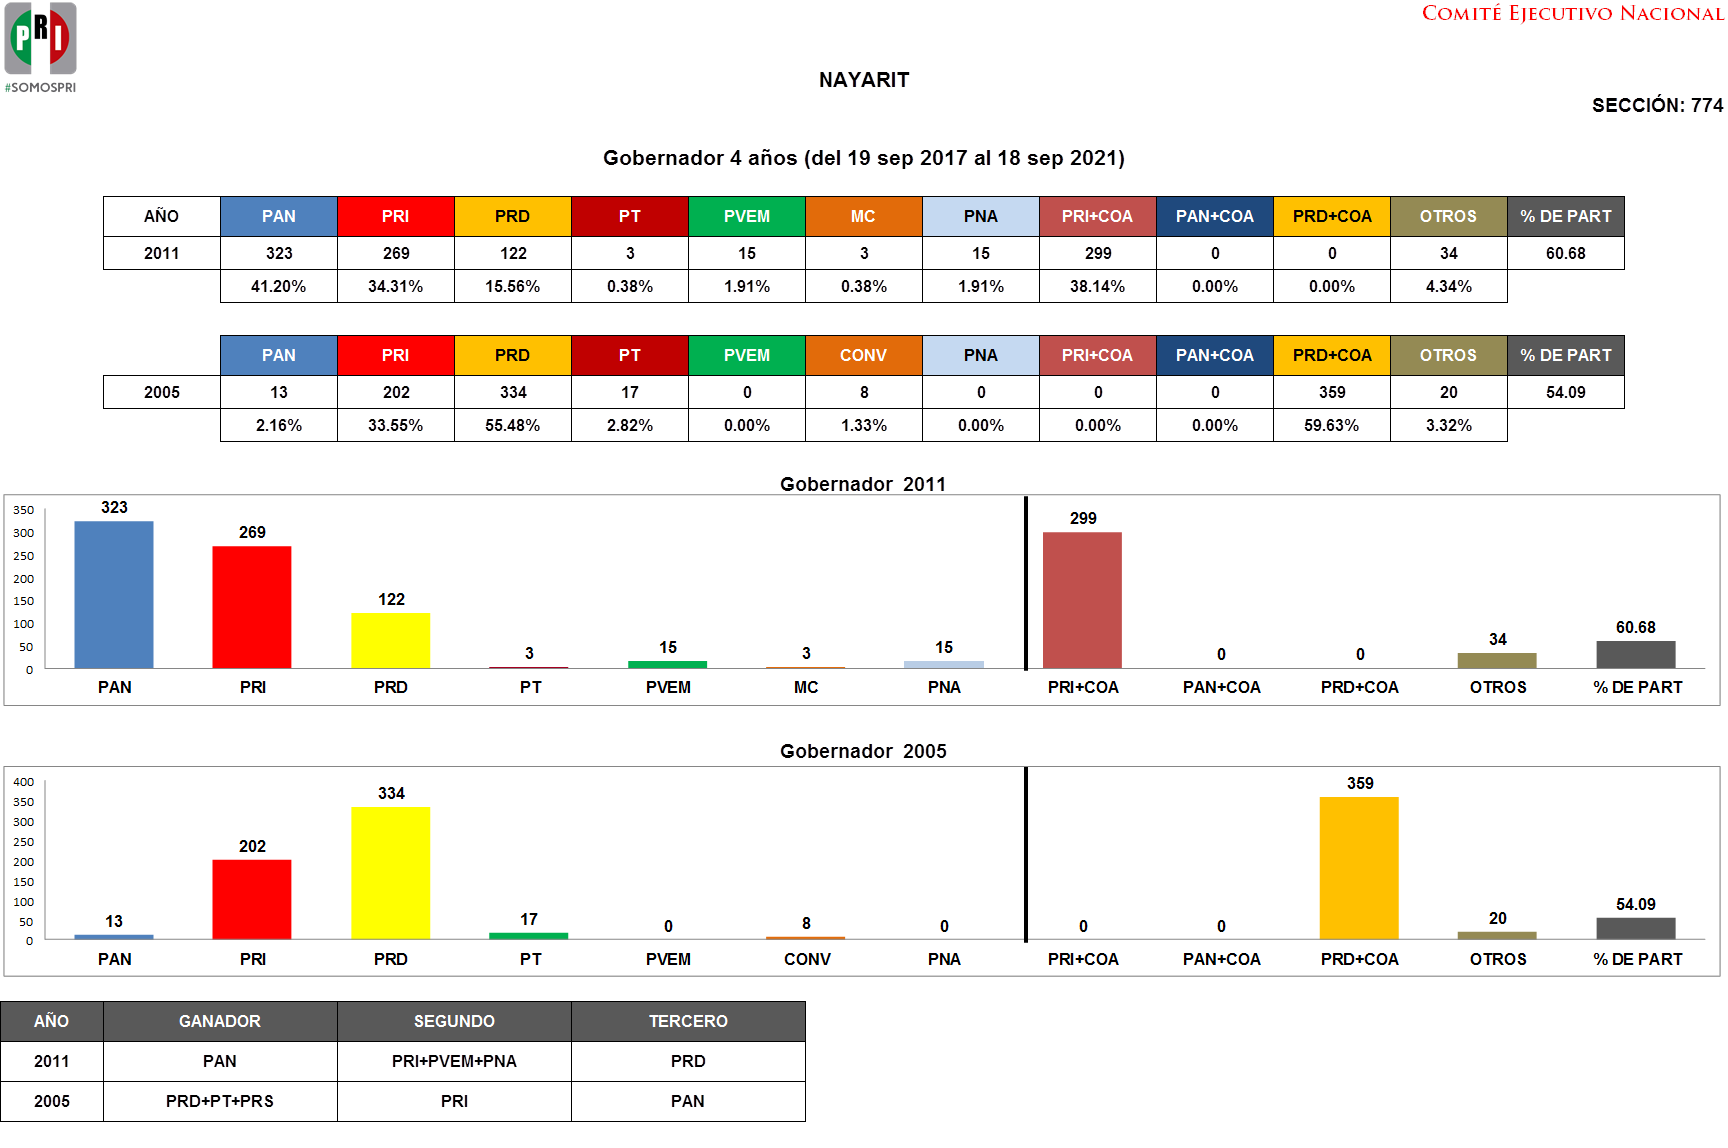 PRI
#SOMOSPRI
COMITÉ EJECUTIVO NACIONAL
NAYARIT
SECCIÓN: 774
Gobernador 4 años (del 19 sep 2017 al 18 sep 2021)
AÑO PAN PRI PRD PT PVEM MC PNA PRI+COA PAN+COA PRD+COA OTROS % DE PART
2011 323 269 122 3 15 3 15 299 0 0 34 60.68
41.20% 34.31% 15.56% 0.38% 1.91% 0.38% 1.91% 38.14% 0.00% 0.00% 4.34%
PAN PRI PRD PT PVEM CONV PNA PRI+COA PAN+COA PRD+COA OTROS % DE PART
2005 13 202 334 17 0 8 0 0 0 359 20 54.09
2.16% 33.55% 55.48% 2.82% 0.00% 1.33% 0.00% 0.00% 0.00% 59.63% 3.32%
Gobernador 2011
350
300
250
200
150
100
50
0
323 269 122 3 15 3 15 299 0 0 34 60.68
PAN PRI PRD PT PVEM MC PNA PRI+COA PAN+COA PRD+COA OTROS % DE PART
Gobernador 2005
400
350
300
250
200
150
100
50
0
13 202 334 17 0 8 0 0 0 359 20 54.09
PAN PRI PRD PT PVEM CONV PNA PRI+COA PAN+COA PRD+COA OTROS % DE PART
AÑO GANADOR SEGUNDO TERCERO
2011 PAN PRI+PVEM+PNA PRD
2005 PRD+PT+PRS PRI PAN